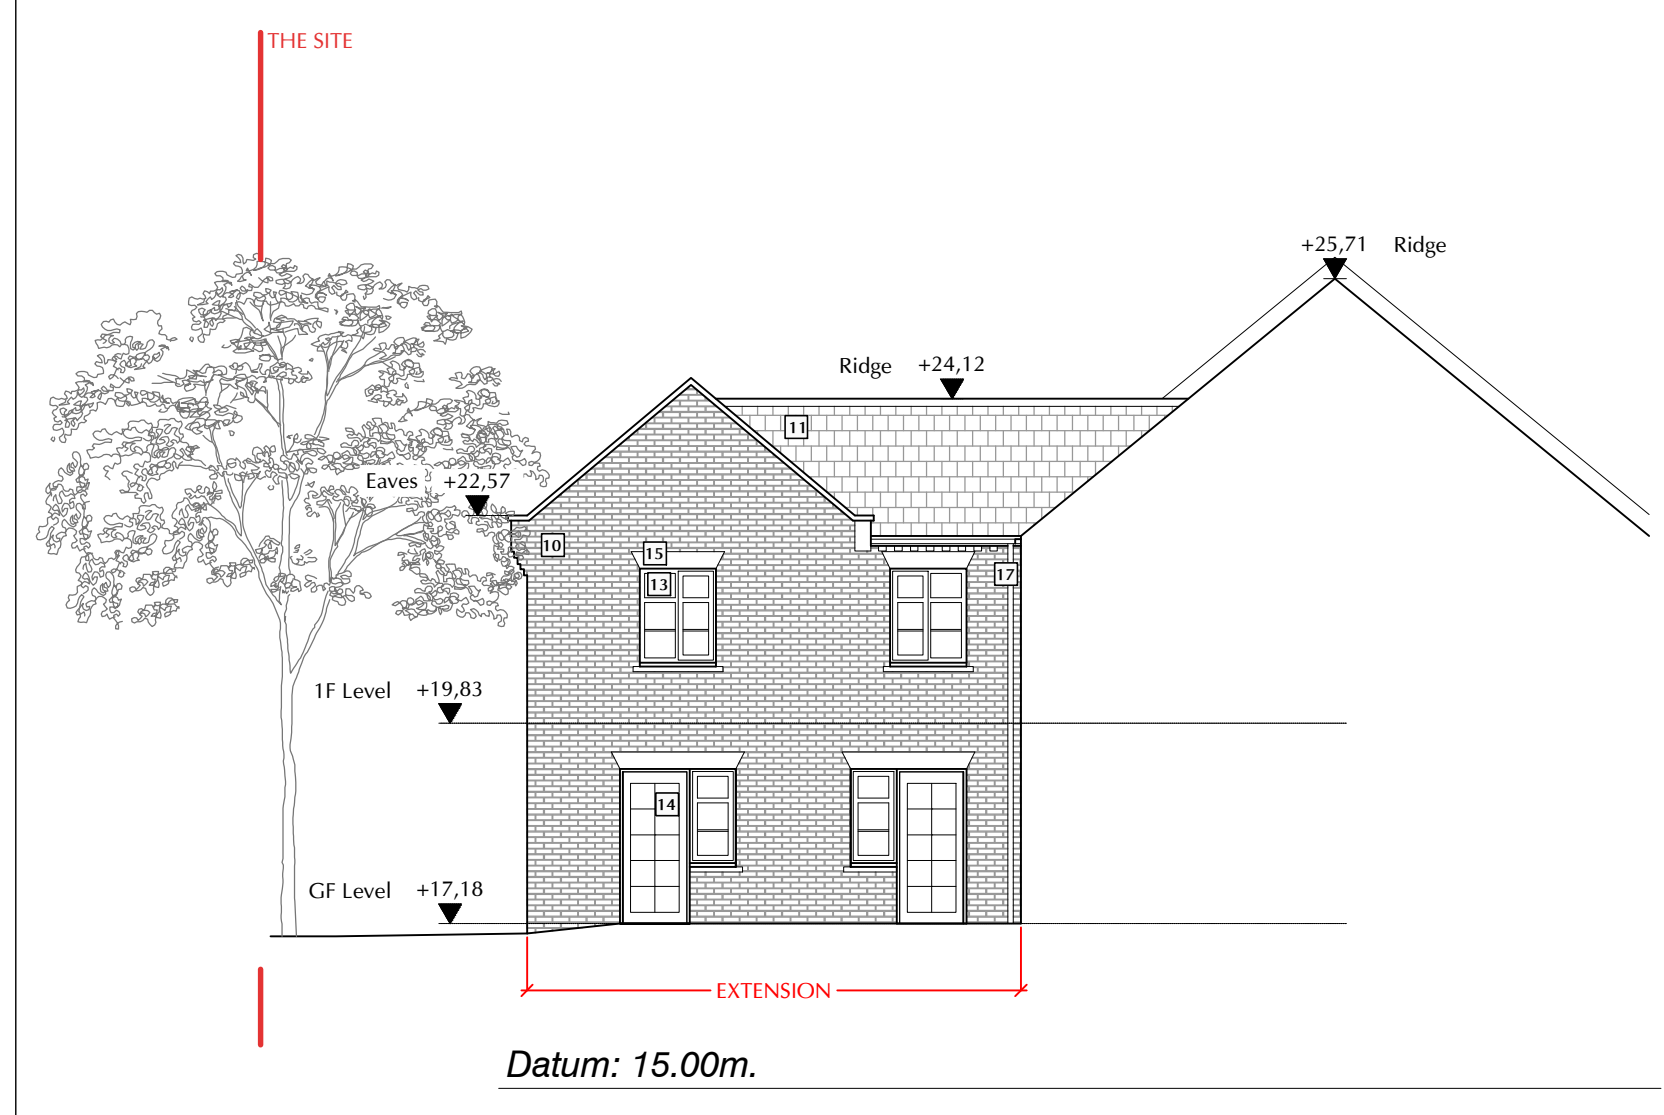 THE SITE
+25,71 Ridge
Ridge +24,12
11
Eaves +22,57
10
15
13
17
1F Level +19,83
14
GF Level +17,18
EXTENSION
Datum: 15.00m.